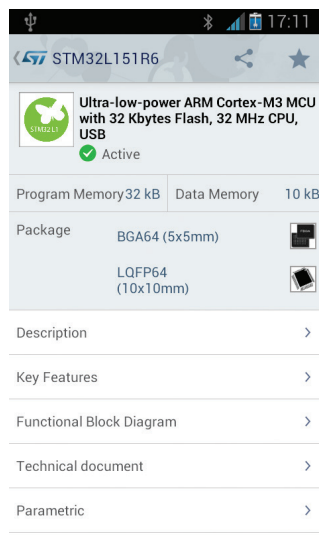 17:11
STM32L151R6
STM32 L1
Ultra-low-power ARM Cortex-M3 MCU
with 32 Kbytes Flash, 32 MHz CPU,
USB
Active
Program Memory 32 kB Data Memory 10 kB
Package BGA64 (5x5mm)
LQFP64
(10x10mm)
Description
Key Features
Functional Block Diagram
Technical document
Parametric